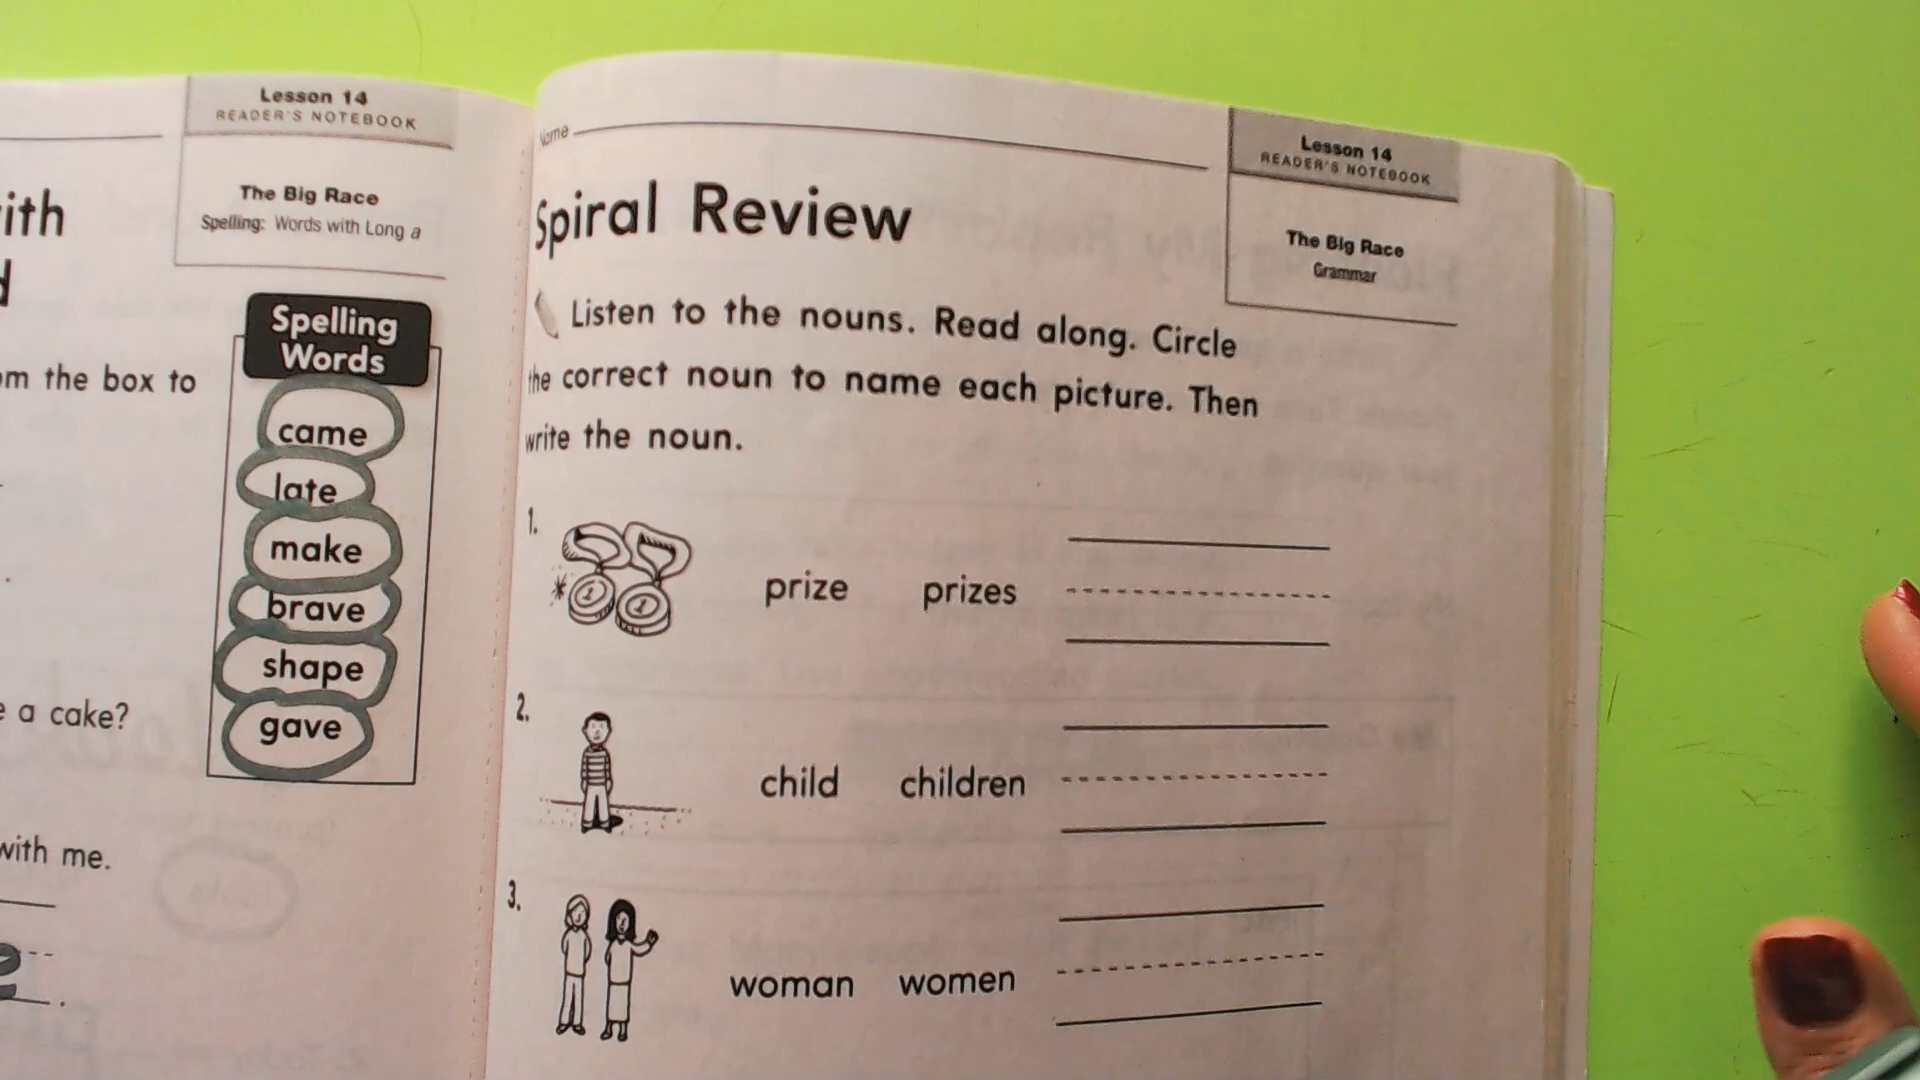 Lesson 14
READER'S NOTEBOOK
The Big Race
Spelling: Words with Long a
om the box to
Spelling
Words
came
late
make
brave
shape
gave
a cake?
with me.
Name
Lesson 14
READER'S NOTEBOOK
The Big Race
Grammar
Spiral Review
Listen to the nouns. Read along. Circle
the correct noun to name each picture. Then
write the noun.
1.
prize prizes
2.
child children
3.
woman women